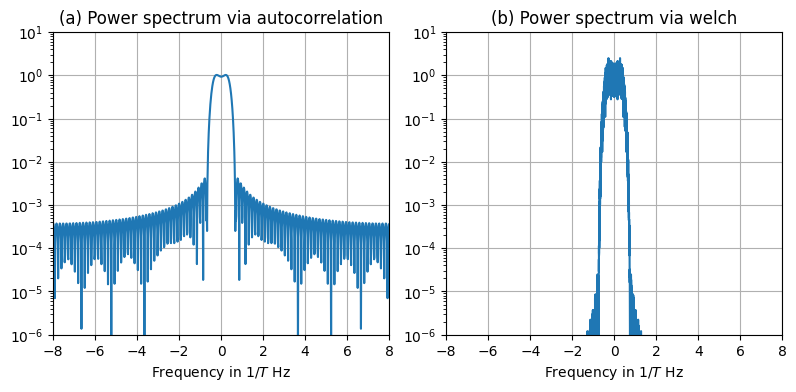 (a) Power spectrum via autocorrelation
(b) Power spectrum via welch
10¹
10⁰
10⁻¹
10⁻²
10⁻³
10⁻⁴
10⁻⁵
10⁻⁶
−8 −6 −4 −2 0 2 4 6 8
Frequency in 1/T Hz
10¹
10⁰
10⁻¹
10⁻²
10⁻³
10⁻⁴
10⁻⁵
10⁻⁶
−8 −6 −4 −2 0 2 4 6 8
Frequency in 1/T Hz